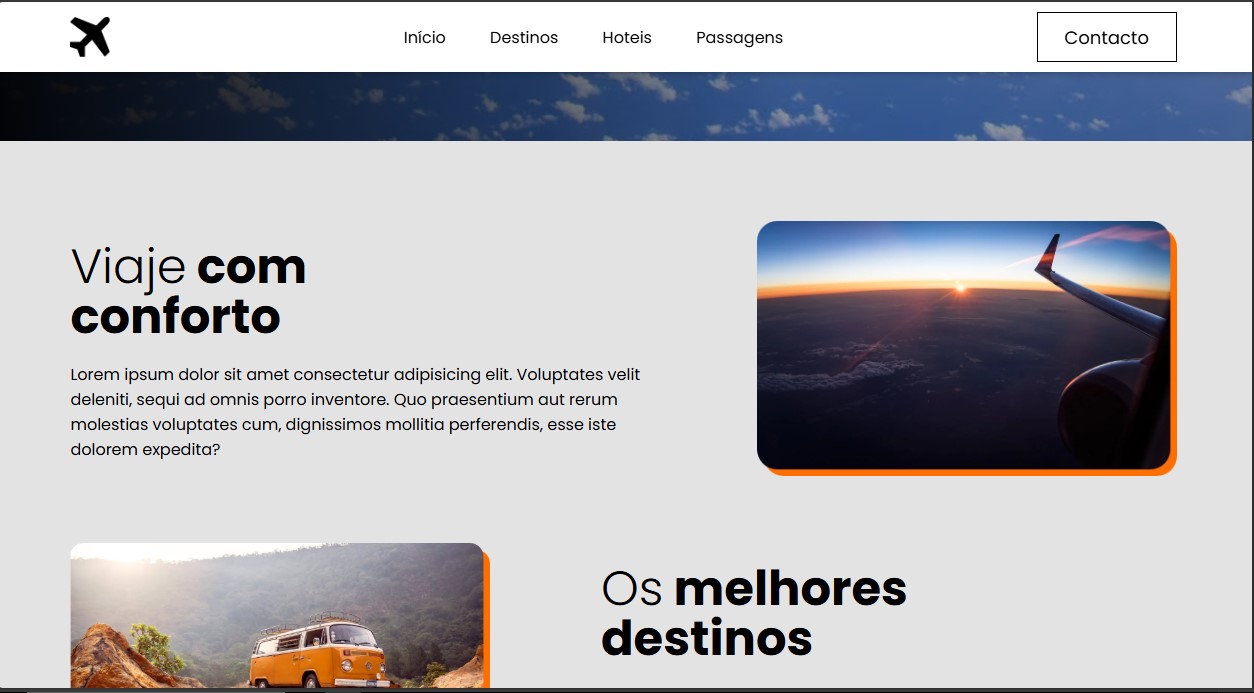 Início
Destinos
Hoteis
Passagens
Contacto
Viaje com
conforto
Lorem ipsum dolor sit amet consectetur adipisicing elit. Voluptates velit
deleniti, sequi ad omnis porro inventore. Quo praesentium aut rerum
molestias voluptates cum, dignissimos mollitia perferendis, esse iste
dolorem expedita?
Os melhores
destinos